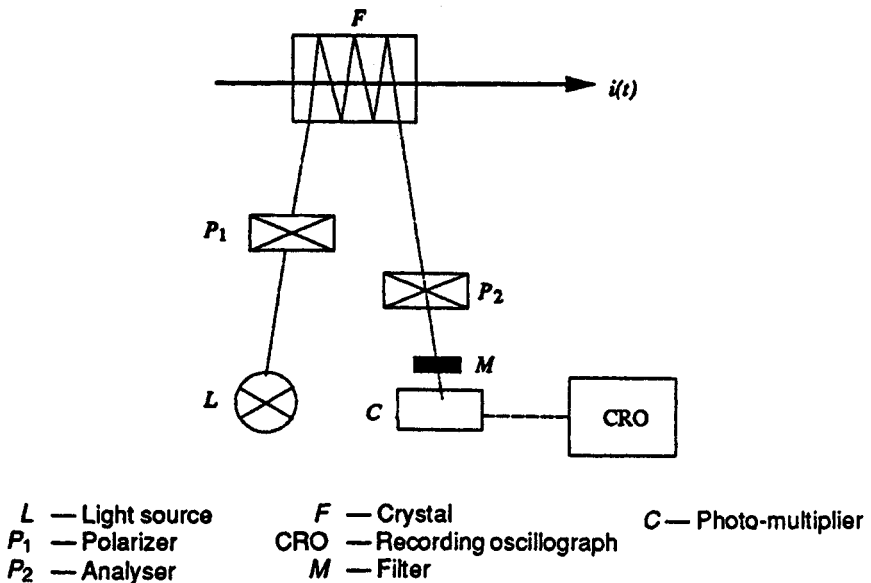 F
i(t)
P1
P2
M
L
C
CRO
L — Light source
P1 — Polarizer
P2 — Analyser
F — Crystal
CRO — Recording oscillograph
M — Filter
C — Photo-multiplier